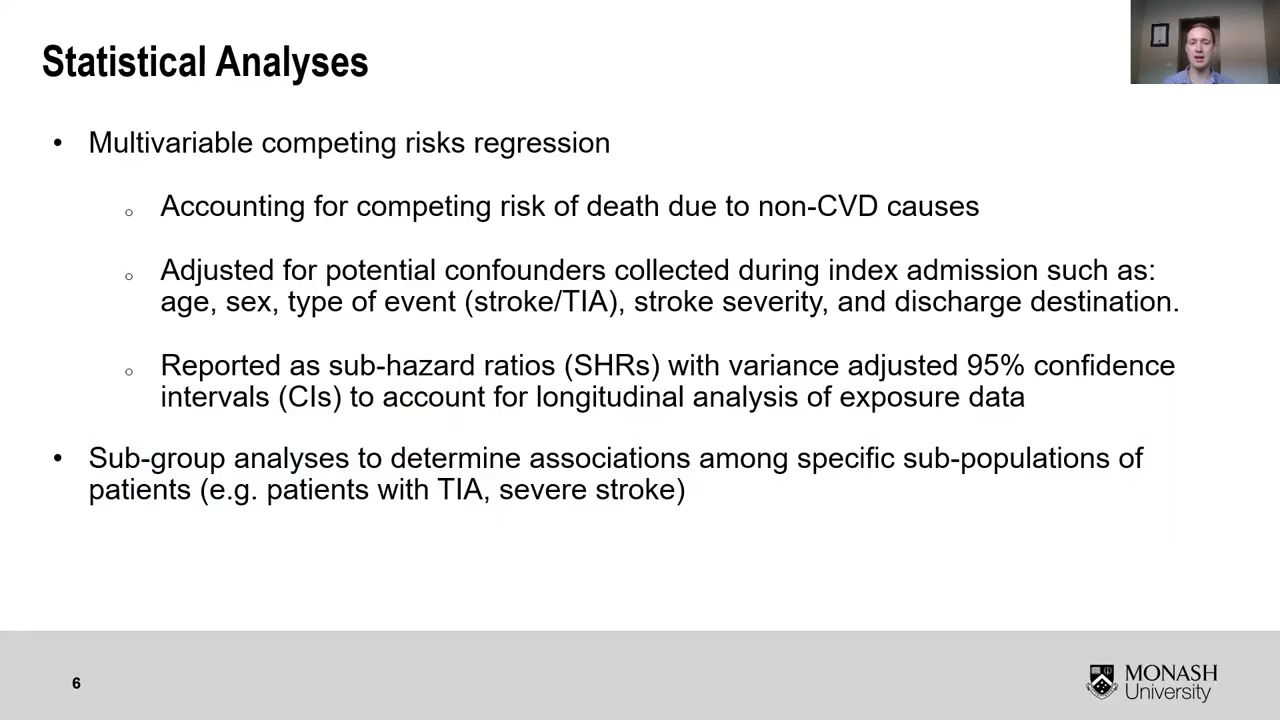 Statistical Analyses
• Multivariable competing risks regression
○ Accounting for competing risk of death due to non-CVD causes
○ Adjusted for potential confounders collected during index admission such as:
age, sex, type of event (stroke/TIA), stroke severity, and discharge destination.
○ Reported as sub-hazard ratios (SHRs) with variance adjusted 95% confidence
intervals (CIs) to account for longitudinal analysis of exposure data
• Sub-group analyses to determine associations among specific sub-populations of
patients (e.g. patients with TIA, severe stroke)
6
MONASH
University